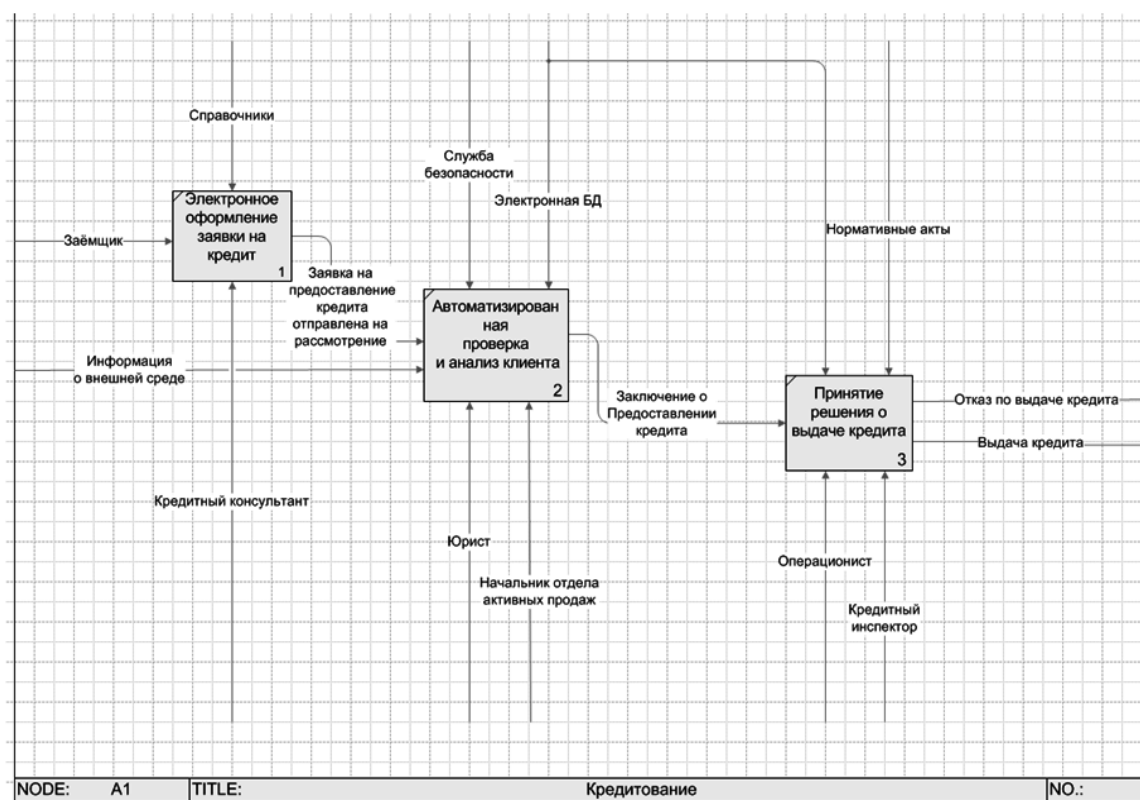 Справочники
Служба
безопасности
Электронная БД
Нормативные акты
Заёмщик
Электронное
оформление
заявки на
кредит
1
Заявка на
предоставление
кредита
отправлена на
рассмотрение
Информация
о внешней среде
Автоматизирован
ная
проверка
и анализ клиента
2
Заключение о
Предоставлении
кредита
Принятие
решения о
выдаче кредита
3
Отказ по выдаче кредита
Выдача кредита
Кредитный консультант
Юрист
Начальник отдела
активных продаж
Операционист
Кредитный
инспектор
NODE: A1 TITLE: Кредитование NO.: